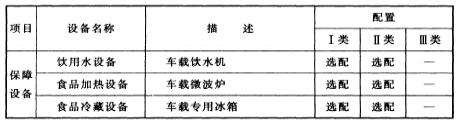 项目 设备名称 描 述 配置
Ⅰ类 Ⅱ类 Ⅲ类
保障设备 饮用水设备 车载饮水机 选配 选配 —
食品加热设备 车载微波炉 选配 选配 —
食品冷藏设备 车载专用冰箱 选配 选配 —